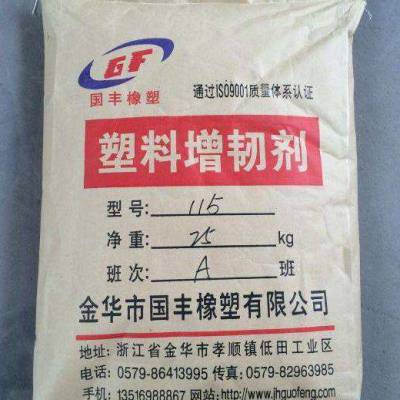 GF
国丰橡塑
通过ISO9001质量体系认证
塑料增韧剂
型号: 115
净重: 25 kg
班次: A 班
金华市国丰橡塑有限公司
地址: 浙江省金华市孝顺镇低田工业区
电话: 0579-86413995 传真: 0579-82963985
手机: 13516988867 网站: http://www.jhguofeng.com